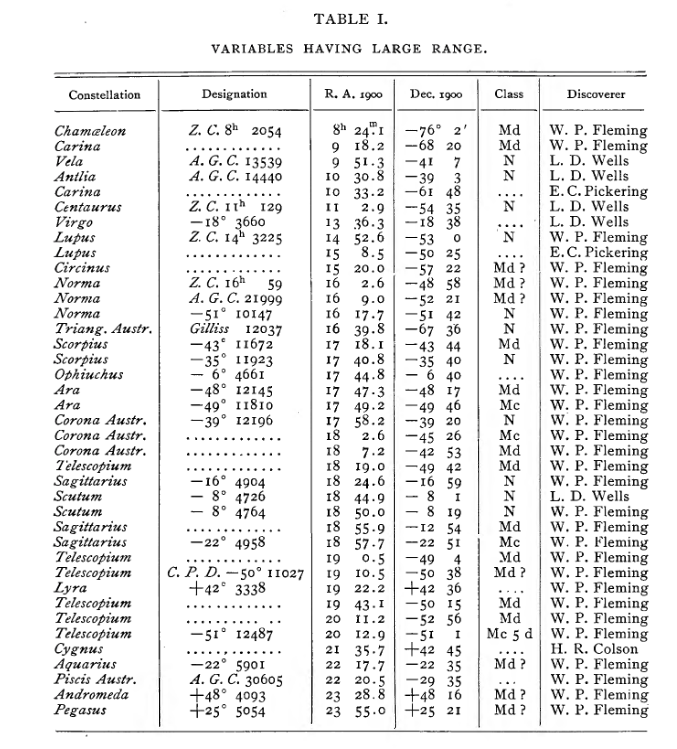 TABLE I.
VARIABLES HAVING LARGE RANGE.
Constellation Designation R. A. 1900 Dec. 1900 Class Discoverer
Chamæleon Z. C. 8h 2054 8h 24m.1 −76° 2′ Md W. P. Fleming
Carina ............. 9 18.2 −68 20 Md W. P. Fleming
Vela A. G. C. 13539 9 51.3 −41 7 N L. D. Wells
Antlia A. G. C. 14440 10 30.8 −39 3 N L. D. Wells
Carina ............. 10 33.2 −61 48 .... E. C. Pickering
Centaurus Z. C. 11h 129 11 2.9 −54 35 N L. D. Wells
Virgo −18° 3660 13 36.3 −18 38 .... L. D. Wells
Lupus Z. C. 14h 3225 14 52.6 −53 0 N W. P. Fleming
Lupus ............. 15 8.5 −50 25 .... E. C. Pickering
Circinus ............. 15 20.0 −57 22 Md ? W. P. Fleming
Norma Z. C. 16h 59 16 2.6 −48 58 Md ? W. P. Fleming
Norma A. G. C. 21999 16 9.0 −52 21 Md ? W. P. Fleming
Norma −51° 10147 16 17.7 −51 42 N W. P. Fleming
Triang. Austr. Gilliss 12037 16 39.8 −67 36 N W. P. Fleming
Scorpius −43° 11672 17 18.1 −43 44 Md W. P. Fleming
Scorpius −35° 11923 17 40.8 −35 40 N W. P. Fleming
Ophiuchus − 6° 4661 17 44.8 − 6 40 .... W. P. Fleming
Ara −48° 12145 17 47.3 −48 17 Md W. P. Fleming
Ara −49° 11810 17 49.2 −49 46 Mc W. P. Fleming
Corona Austr. −39° 12196 17 58.2 −39 20 N W. P. Fleming
Corona Austr. ............. 18 2.6 −45 26 Mc W. P. Fleming
Corona Austr. ............. 18 7.2 −42 53 Md W. P. Fleming
Telescopium ............. 18 19.0 −49 42 Md W. P. Fleming
Sagittarius −16° 4904 18 24.6 −16 59 N W. P. Fleming
Scutum − 8° 4726 18 44.9 − 8 1 N L. D. Wells
Scutum − 8° 4764 18 50.0 − 8 19 N W. P. Fleming
Sagittarius ............. 18 55.9 −12 54 Md W. P. Fleming
Sagittarius −22° 4958 18 57.7 −22 51 Mc W. P. Fleming
Telescopium ............. 19 0.5 −49 4 Md W. P. Fleming
Telescopium C. P. D. −50° 11027 19 10.5 −50 38 Md ? W. P. Fleming
Lyra +42° 3338 19 22.2 +42 36 .... W. P. Fleming
Telescopium ............. 19 43.1 −50 15 Md W. P. Fleming
Telescopium ............. 20 11.2 −52 56 Md W. P. Fleming
Telescopium −51° 12487 20 12.9 −51 1 Mc 5 d W. P. Fleming
Cygnus ............. 21 35.7 +42 45 .... H. R. Colson
Aquarius −22° 5901 22 17.7 −22 35 Md ? W. P. Fleming
Piscis Austr. A. G. C. 30605 22 20.5 −29 35 ... W. P. Fleming
Andromeda +48° 4093 23 28.8 +48 16 Md ? W. P. Fleming
Pegasus +25° 5054 23 55.0 +25 21 Md ? W. P. Fleming